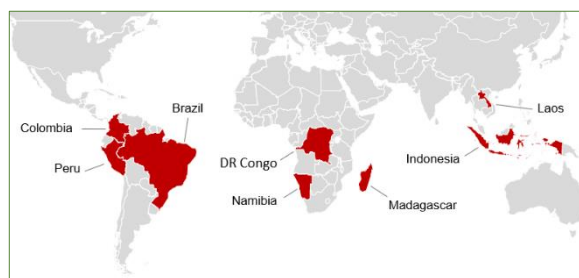 Brazil
Colombia
Peru
DR Congo
Namibia
Madagascar
Laos
Indonesia